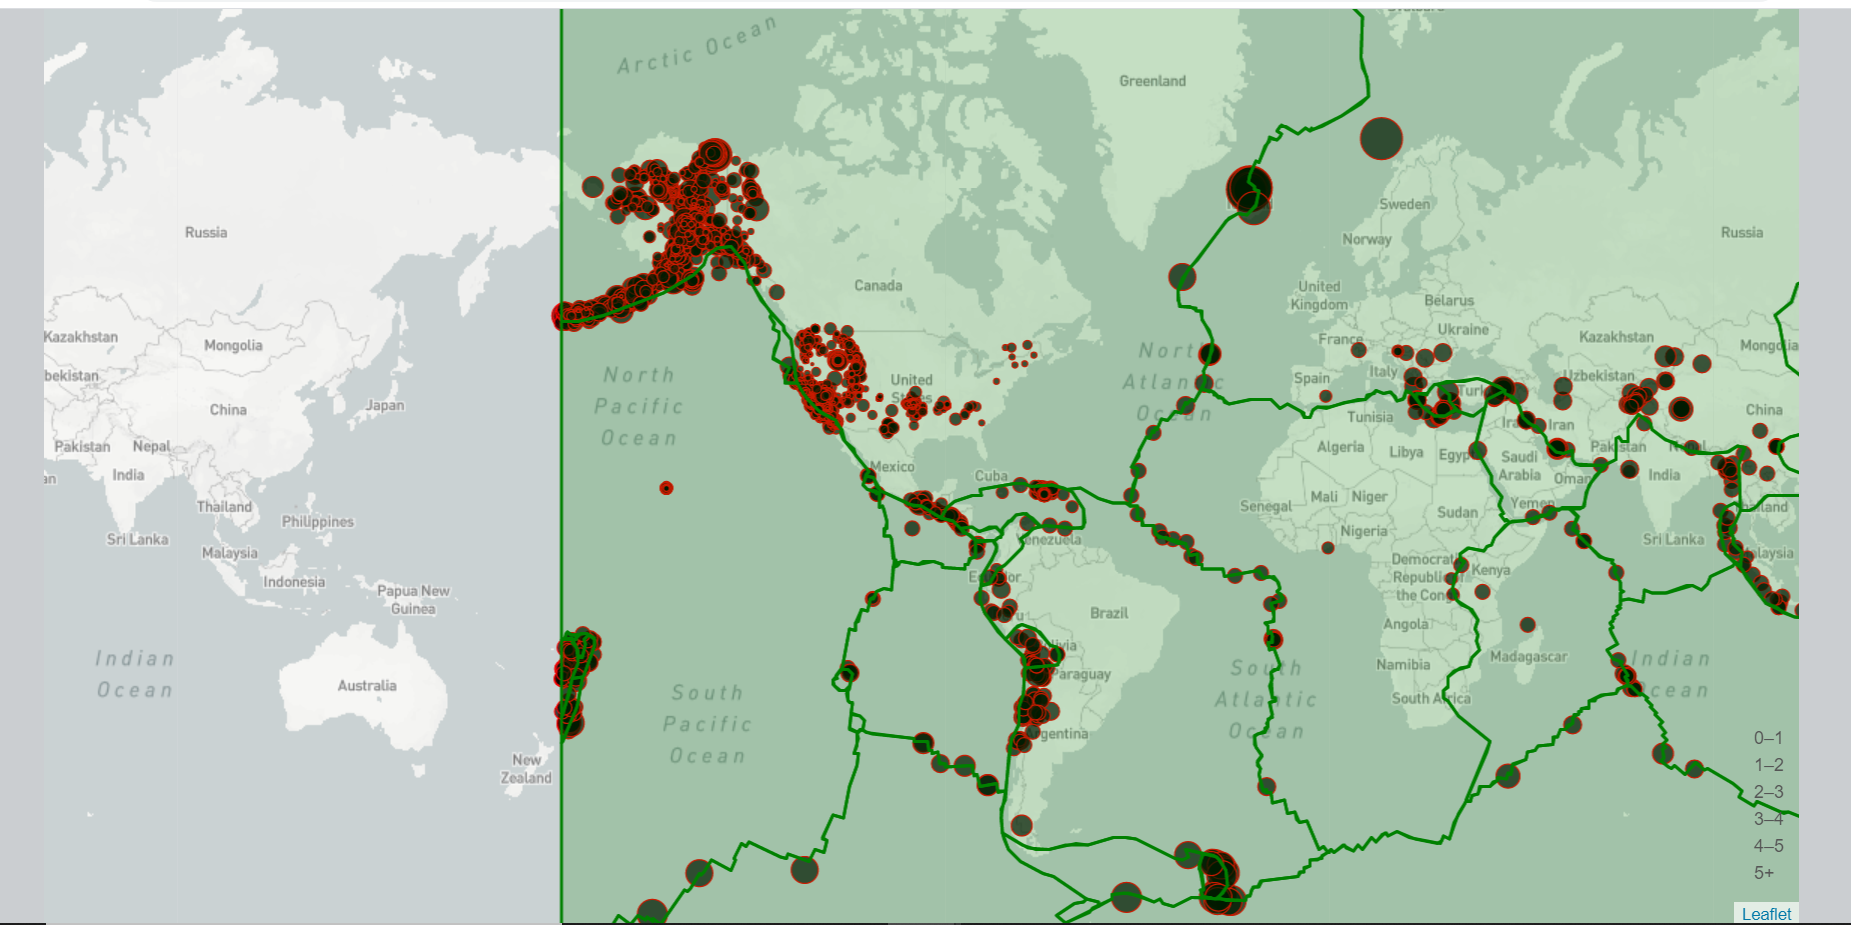 Arctic Ocean
Greenland
Russia
Sweden
Norway
Russia
Canada
United
Kingdom
Belarus
Ukraine
Kazakhstan
Mongolia
France
Kazakhstan
Mongolia
bekistan
North
Pacific
Ocean
United
North
Atlantic
Ocean
Spain
Italy
Uzbekistan
China
Japan
Tunisia
Iran
China
Pakistan
Nepal
India
Mexico
Cuba
Algeria
Libya
Egypt
Saudi
Arabia
Pakistan
Nepal
India
an
Thailand
Philippines
Senegal
Mali
Niger
Sudan
Yemen
Oman
Thailand
Sri Lanka
Malaysia
Venezuela
Nigeria
Sri Lanka
Malaysia
Indonesia
Papua New
Guinea
Ecuador
Brazil
Democrat
Republic
the Congo
Kenya
Angola
Indian
Ocean
Australia
Bolivia
Paraguay
South
Atlantic
Ocean
Namibia
Madagascar
South Africa
Indian
Ocean
South
Pacific
Ocean
Argentina
New
Zealand
0–1
1–2
2–3
3–4
4–5
5+
Leaflet